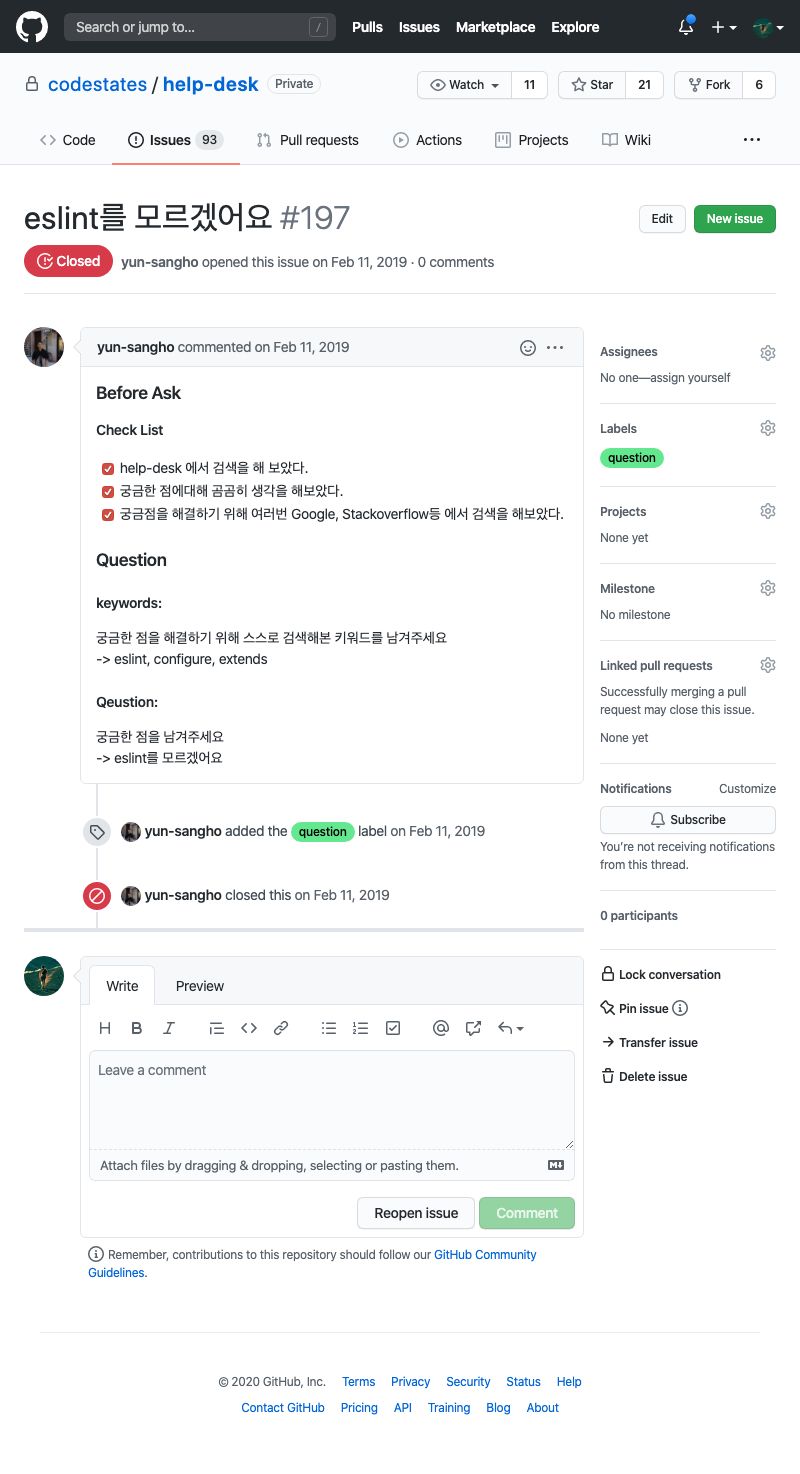 Search or jump to... /
Pulls Issues Marketplace Explore
codestates / help-desk Private
Watch 11 Star 21 Fork 6
Code Issues 93 Pull requests Actions Projects Wiki ...
eslint를 모르겠어요 #197
Edit New issue
Closed yun-sangho opened this issue on Feb 11, 2019 · 0 comments
yun-sangho commented on Feb 11, 2019
Before Ask
Check List
help-desk 에서 검색을 해 보았다.
궁금한 점에대해 곰곰히 생각을 해보았다.
궁금점을 해결하기 위해 여러번 Google, Stackoverflow등 에서 검색을 해보았다.
Question
keywords:
궁금한 점을 해결하기 위해 스스로 검색해본 키워드를 남겨주세요
-> eslint, configure, extends
Qeustion:
궁금한 점을 남겨주세요
-> eslint를 모르겠어요
yun-sangho added the question label on Feb 11, 2019
yun-sangho closed this on Feb 11, 2019
Assignees
No one—assign yourself
Labels
question
Projects
None yet
Milestone
No milestone
Linked pull requests
Successfully merging a pull
request may close this issue.
None yet
Notifications Customize
Subscribe
You're not receiving notifications
from this thread.
0 participants
Lock conversation
Pin issue
Transfer issue
Delete issue
Write Preview
Leave a comment
Attach files by dragging & dropping, selecting or pasting them.
Reopen issue Comment
Remember, contributions to this repository should follow our GitHub Community
Guidelines.
© 2020 GitHub, Inc. Terms Privacy Security Status Help
Contact GitHub Pricing API Training Blog About